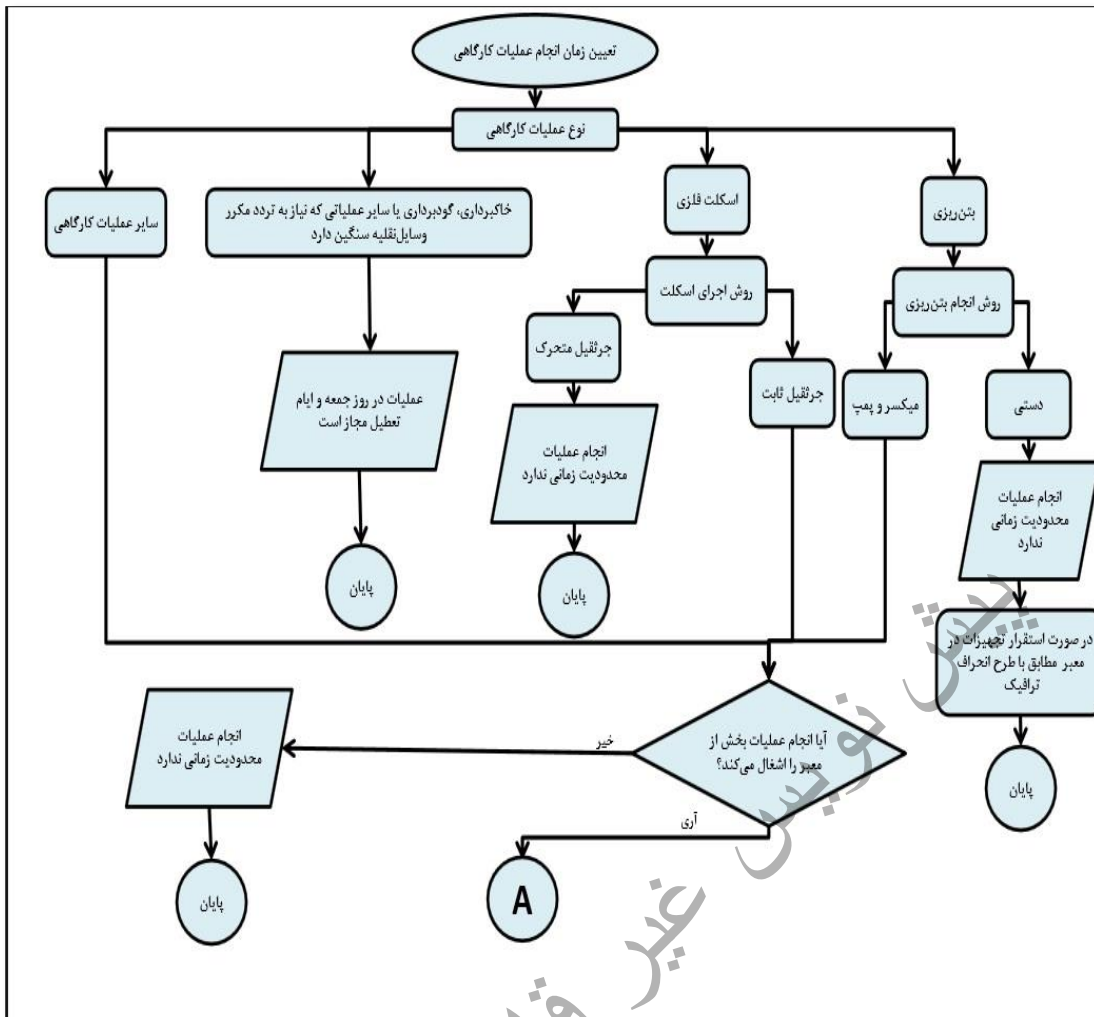 تعیین زمان انجام عملیات کارگاهی
نوع عملیات کارگاهی
بتن‌ریزی
اسکلت فلزی
خاکبرداری، گودبرداری یا سایر عملیاتی که نیاز به تردد مکرر
وسایل‌نقلیه سنگین دارد
سایر عملیات کارگاهی
روش انجام بتن‌ریزی
روش اجرای اسکلت
دستی
میکسر و پمپ
جرثقیل ثابت
جرثقیل متحرک
عملیات در روز جمعه و ایام
تعطیل مجاز است
انجام عملیات
محدودیت زمانی
ندارد
انجام عملیات
محدودیت زمانی ندارد
پایان
پایان
در صورت استقرار تجهیزات در
معبر مطابق با طرح انحراف
ترافیک
پایان
آیا انجام عملیات بخش از
معبر را اشغال می‌کند؟
خیر
انجام عملیات
محدودیت زمانی ندارد
آری
پایان
A
پیش نویس غیر